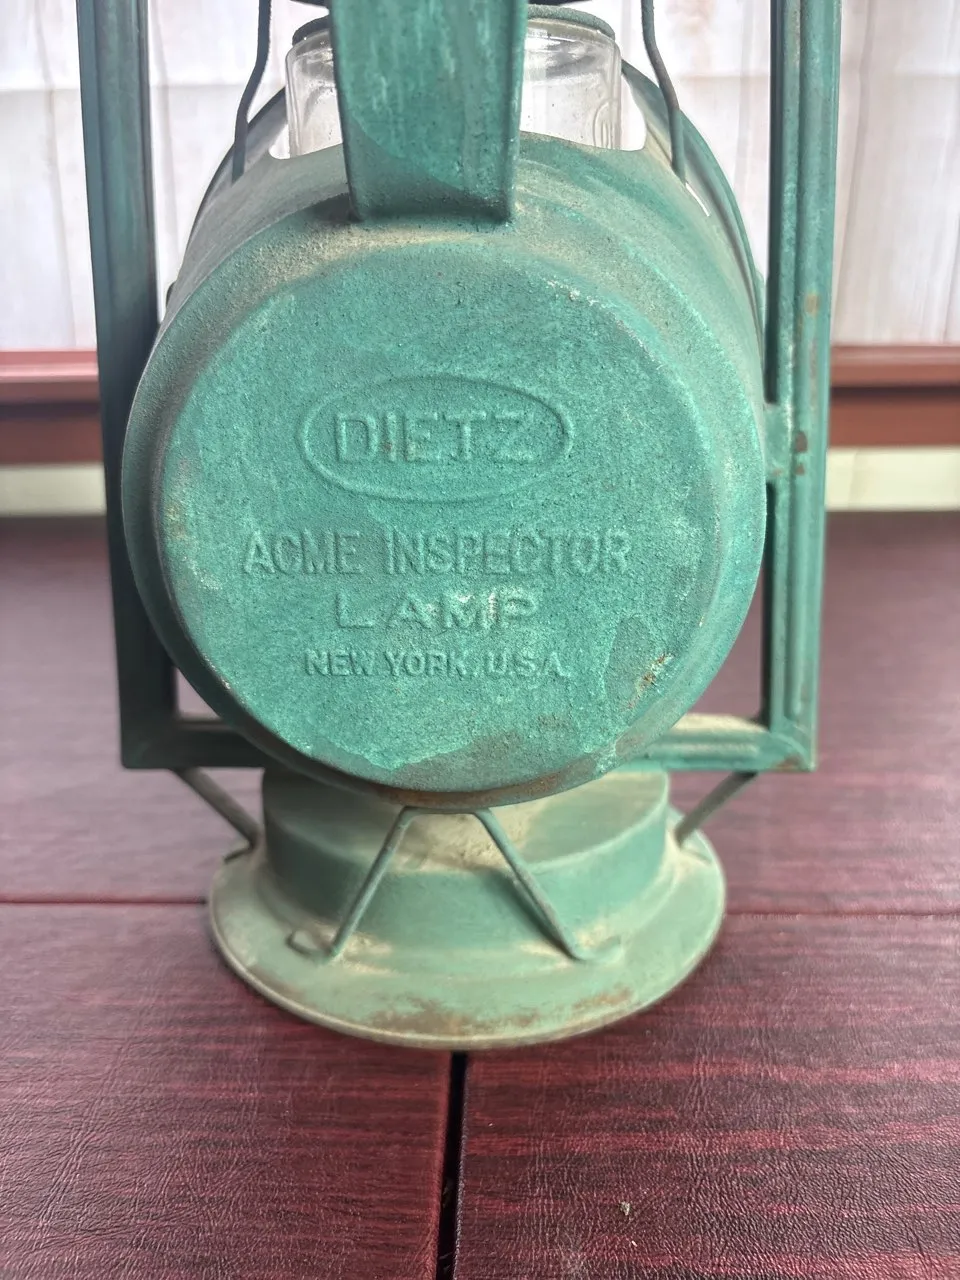 DIETZ
ACME INSPECTOR
LAMP
NEW YORK, U.S.A.